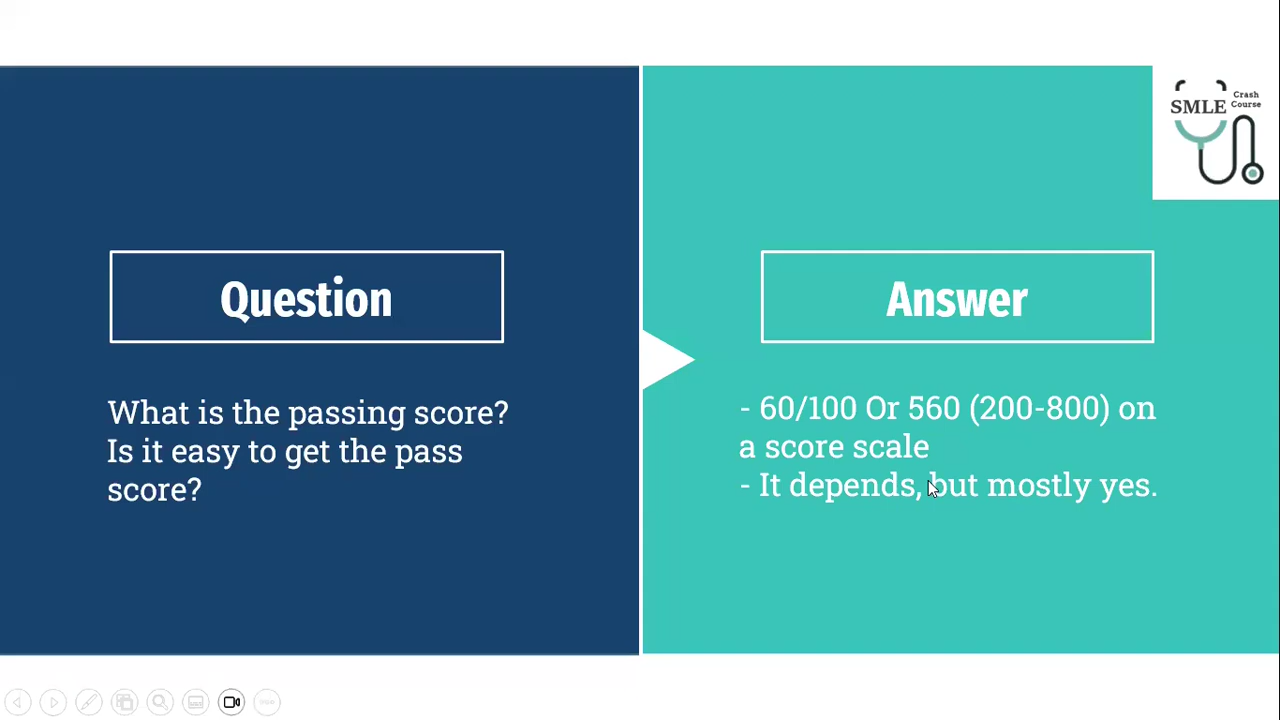 SMLE Crash
Course
Question
What is the passing score?
Is it easy to get the pass
score?
Answer
- 60/100 Or 560 (200-800) on
a score scale
- It depends, but mostly yes.